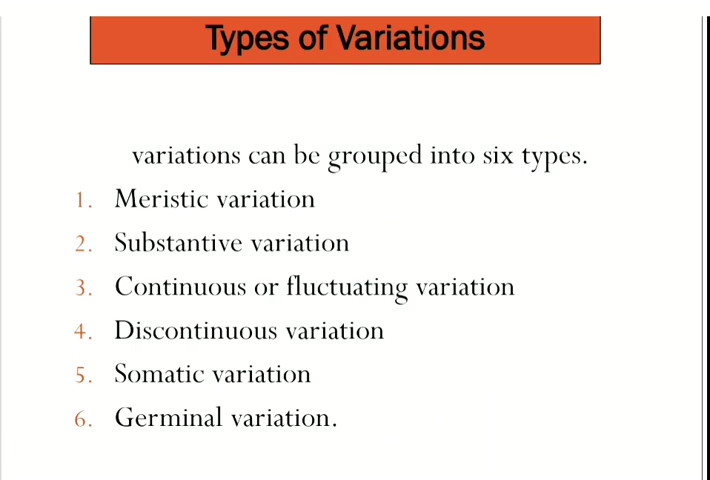 Types of Variations
variations can be grouped into six types.
1. Meristic variation
2. Substantive variation
3. Continuous or fluctuating variation
4. Discontinuous variation
5. Somatic variation
6. Germinal variation.